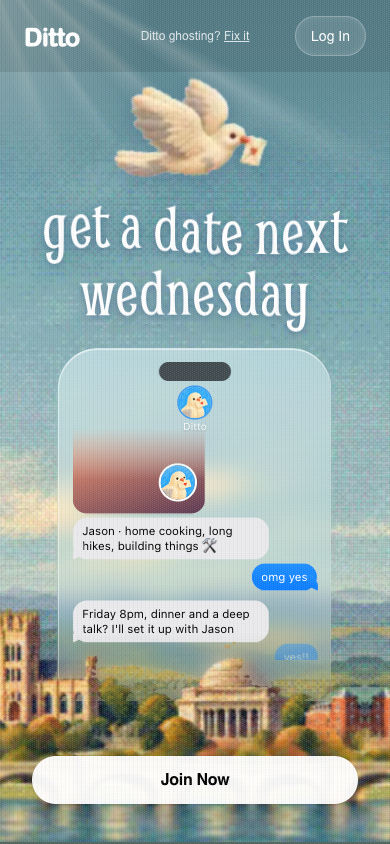 Ditto
Ditto ghosting? Fix it
Log In
get a date next
wednesday
Ditto
Jason · home cooking, long
hikes, building things 🛠️
omg yes
Friday 8pm, dinner and a deep
talk? I'll set it up with Jason
yes!!
Join Now